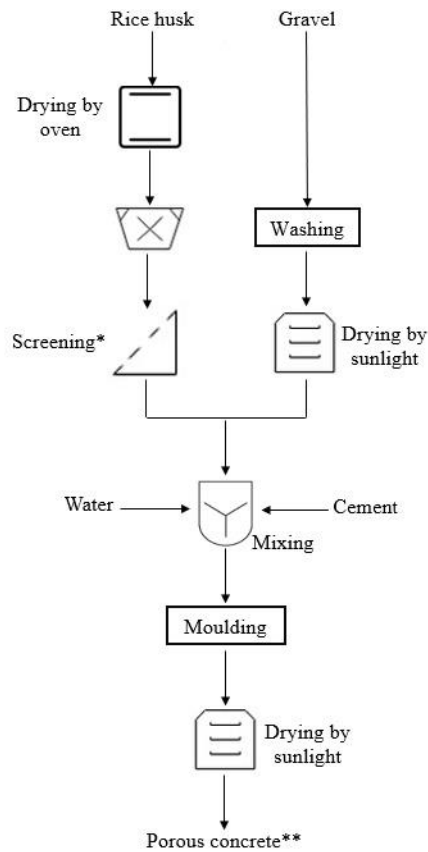 Rice husk
Gravel
Drying by
oven
Washing
Screening*
Drying by
sunlight
Water
Cement
Mixing
Moulding
Drying by
sunlight
Porous concrete**